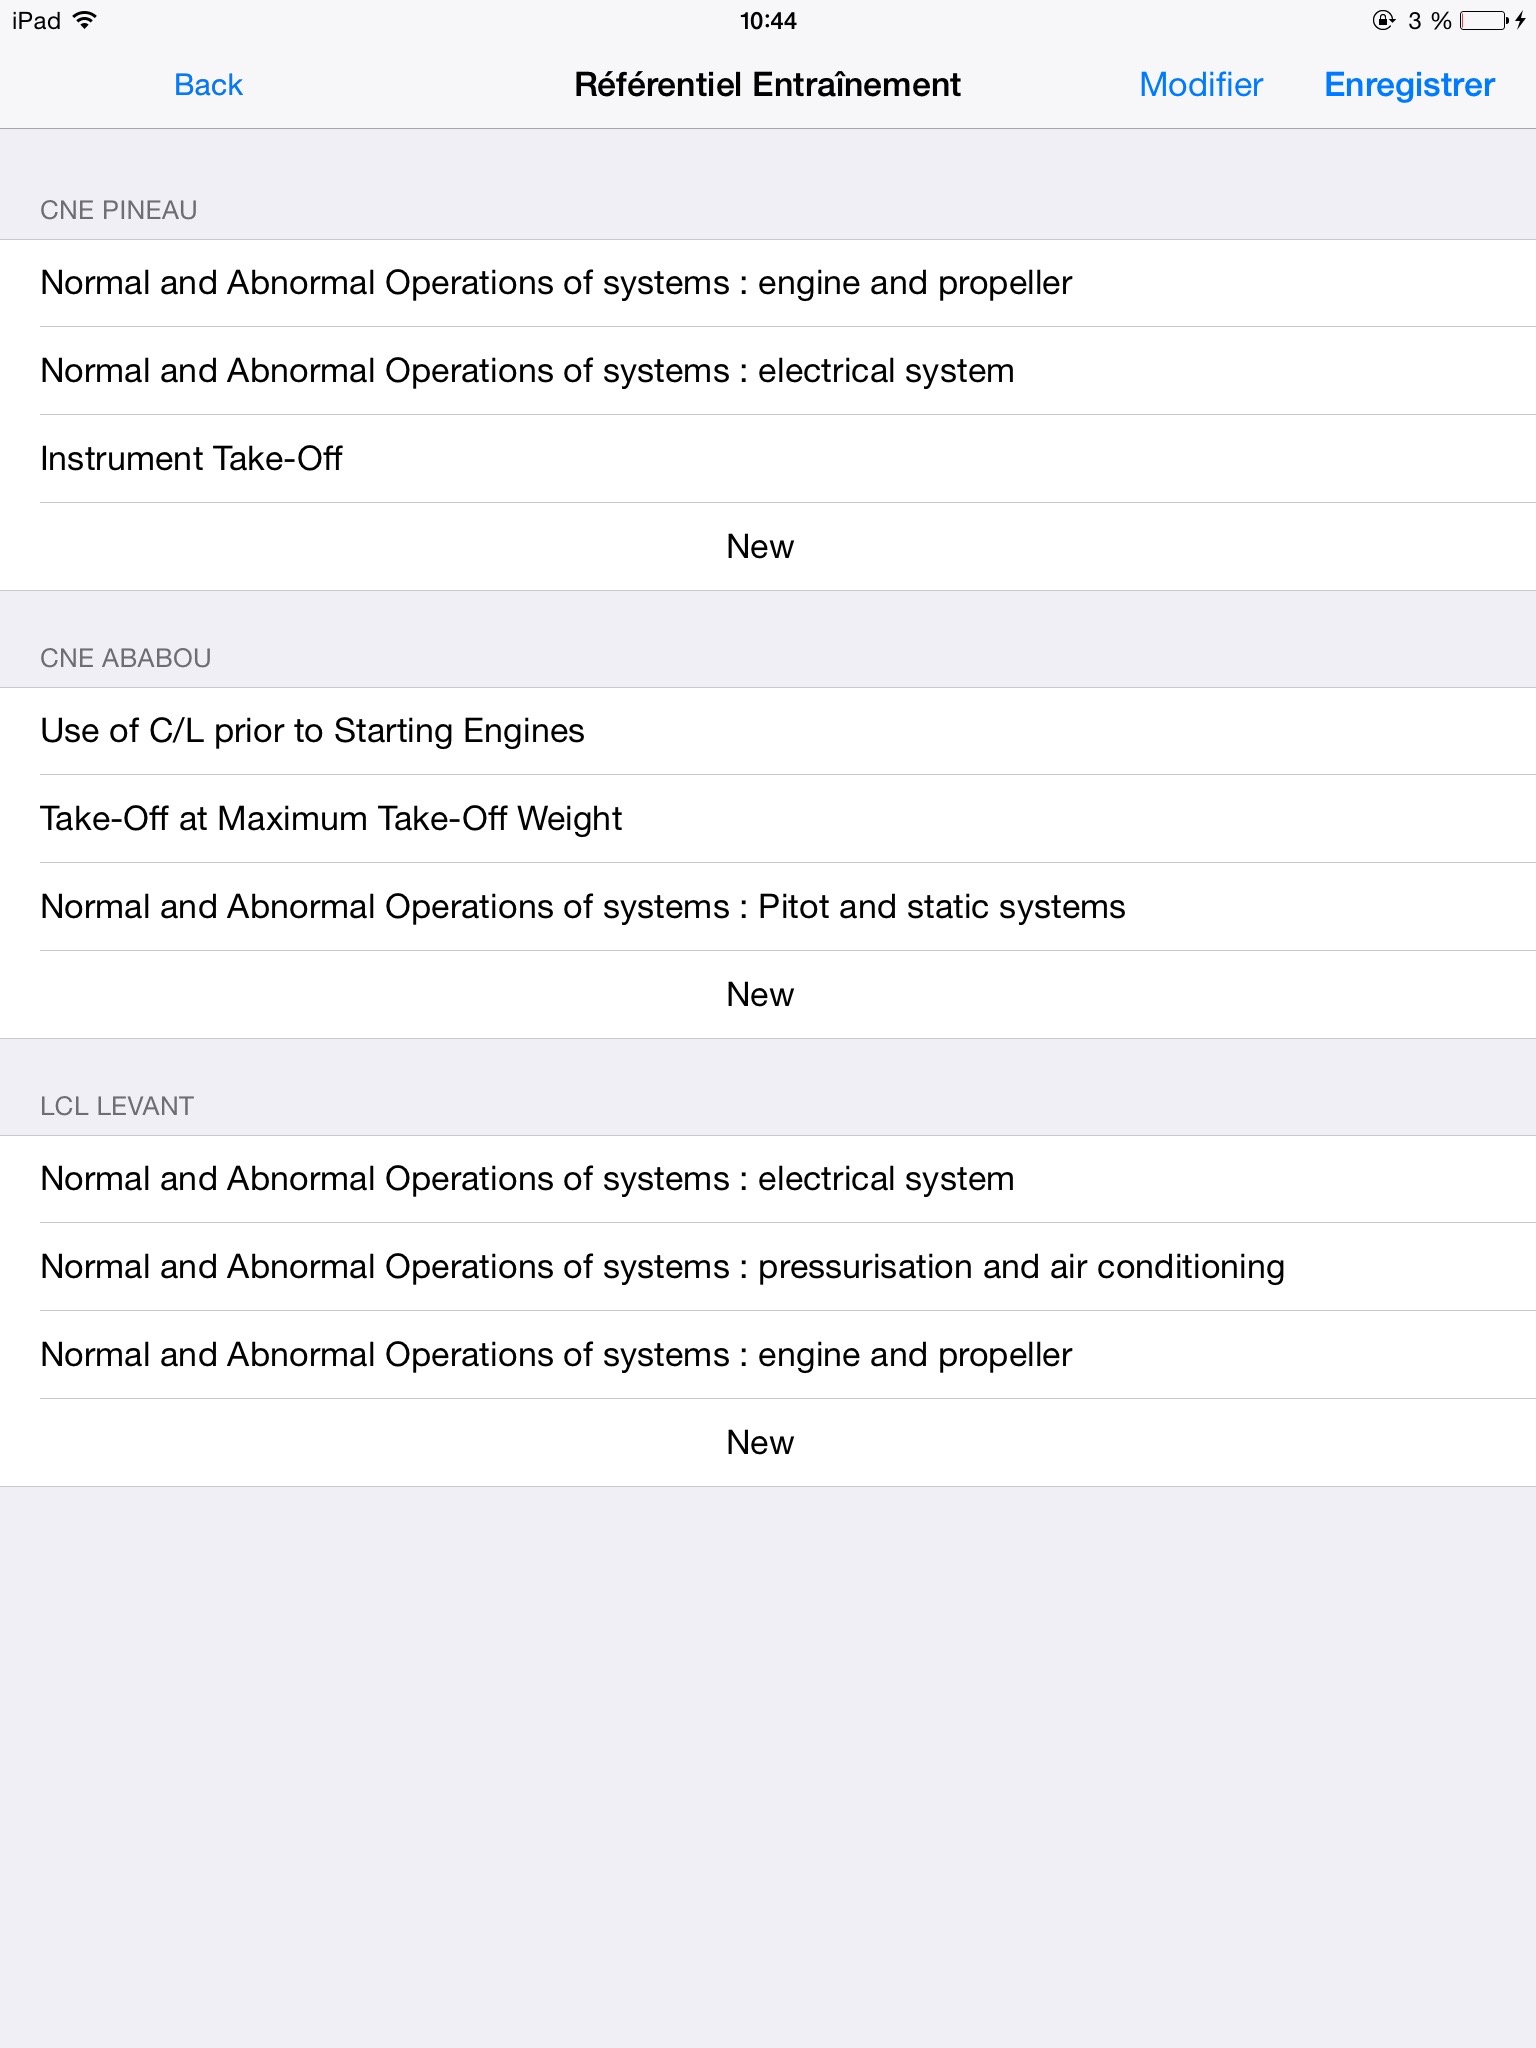 iPad 10:44 3 %
Back Référentiel Entraînement Modifier Enregistrer
CNE PINEAU
Normal and Abnormal Operations of systems : engine and propeller
Normal and Abnormal Operations of systems : electrical system
Instrument Take-Off
New
CNE ABABOU
Use of C/L prior to Starting Engines
Take-Off at Maximum Take-Off Weight
Normal and Abnormal Operations of systems : Pitot and static systems
New
LCL LEVANT
Normal and Abnormal Operations of systems : electrical system
Normal and Abnormal Operations of systems : pressurisation and air conditioning
Normal and Abnormal Operations of systems : engine and propeller
New